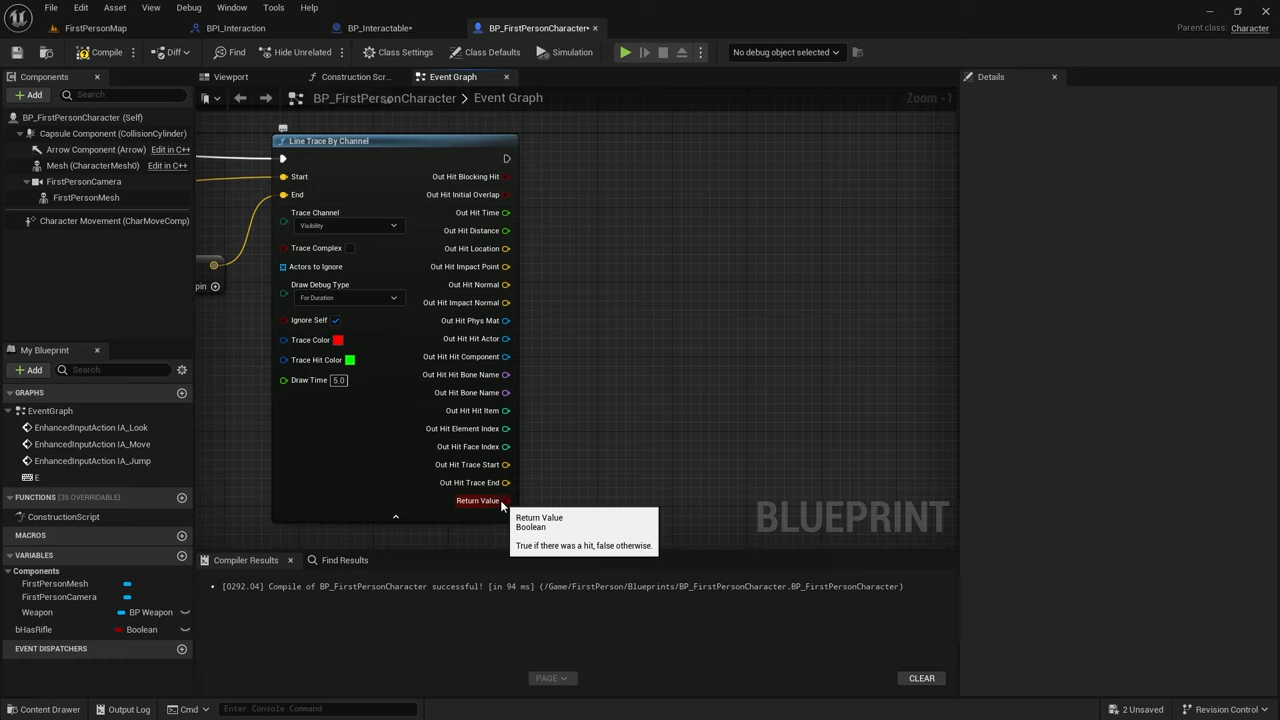 File Edit Asset View Debug Window Tools Help
FirstPersonMap BPI_Interaction BP_Interactable* BP_FirstPersonCharacter*
Parent class: Character
Compile Diff Find Hide Unrelated Class Settings Class Defaults Simulation No debug object selected
Components
Add Search
BP_FirstPersonCharacter (Self)
Capsule Component (CollisionCylinder)
Arrow Component (Arrow) Edit in C++
Mesh (CharacterMesh0) Edit in C++
FirstPersonCamera
FirstPersonMesh
Character Movement (CharMoveComp)
My Blueprint
Add Search
GRAPHS
EventGraph
EnhancedInputAction IA_Look
EnhancedInputAction IA_Move
EnhancedInputAction IA_Jump
E
FUNCTIONS (35 OVERRIDABLE)
ConstructionScript
MACROS
VARIABLES
Components
FirstPersonMesh
FirstPersonCamera
Weapon BP Weapon
bHasRifle Boolean
EVENT DISPATCHERS
Viewport Construction Scr... Event Graph
BP_FirstPersonCharacter > Event Graph
Zoom -1
Line Trace By Channel
Start
End
Trace Channel
Visibility
Trace Complex
Actors to Ignore
Draw Debug Type
For Duration
Ignore Self
Trace Color
Trace Hit Color
Draw Time 5.0
pin
Out Hit Blocking Hit
Out Hit Initial Overlap
Out Hit Time
Out Hit Distance
Out Hit Location
Out Hit Impact Point
Out Hit Normal
Out Hit Impact Normal
Out Hit Phys Mat
Out Hit Hit Actor
Out Hit Hit Component
Out Hit Hit Bone Name
Out Hit Bone Name
Out Hit Hit Item
Out Hit Element Index
Out Hit Face Index
Out Hit Trace Start
Out Hit Trace End
Return Value
Return Value
Boolean
True if there was a hit, false otherwise.
BLUEPRINT
Details
Compiler Results Find Results
[0292.04] Compile of BP_FirstPersonCharacter successful! [in 94 ms] (/Game/FirstPerson/Blueprints/BP_FirstPersonCharacter.BP_FirstPersonCharacter)
PAGE
CLEAR
Content Drawer Output Log Cmd Enter Console Command 2 Unsaved Revision Control